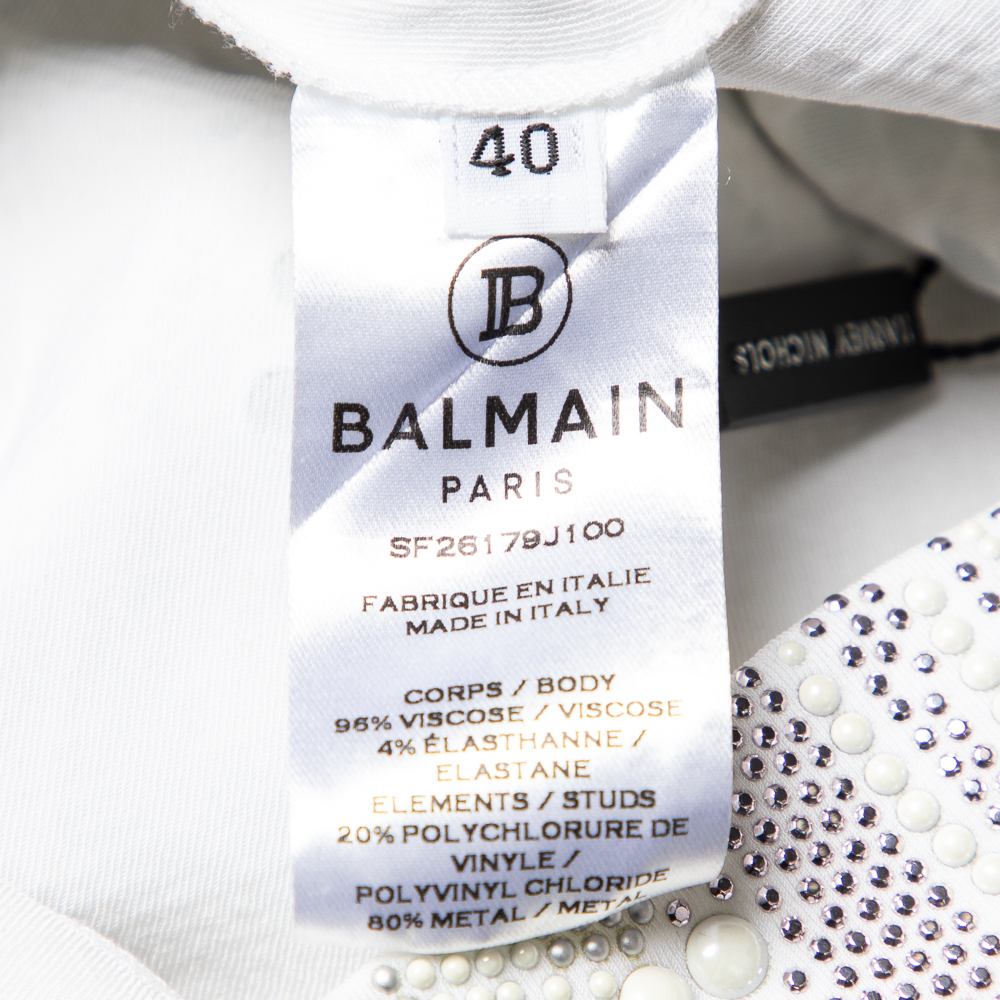 40
B
BALMAIN
PARIS
SF26179J100
FABRIQUE EN ITALIE
MADE IN ITALY
CORPS / BODY
96% VISCOSE / VISCOSE
4% ÉLASTHANNE /
ELASTANE
ELEMENTS / STUDS
20% POLYCHLORURE DE
VINYLE /
POLYVINYL CHLORIDE
80% METAL / METAL
NICHOLS